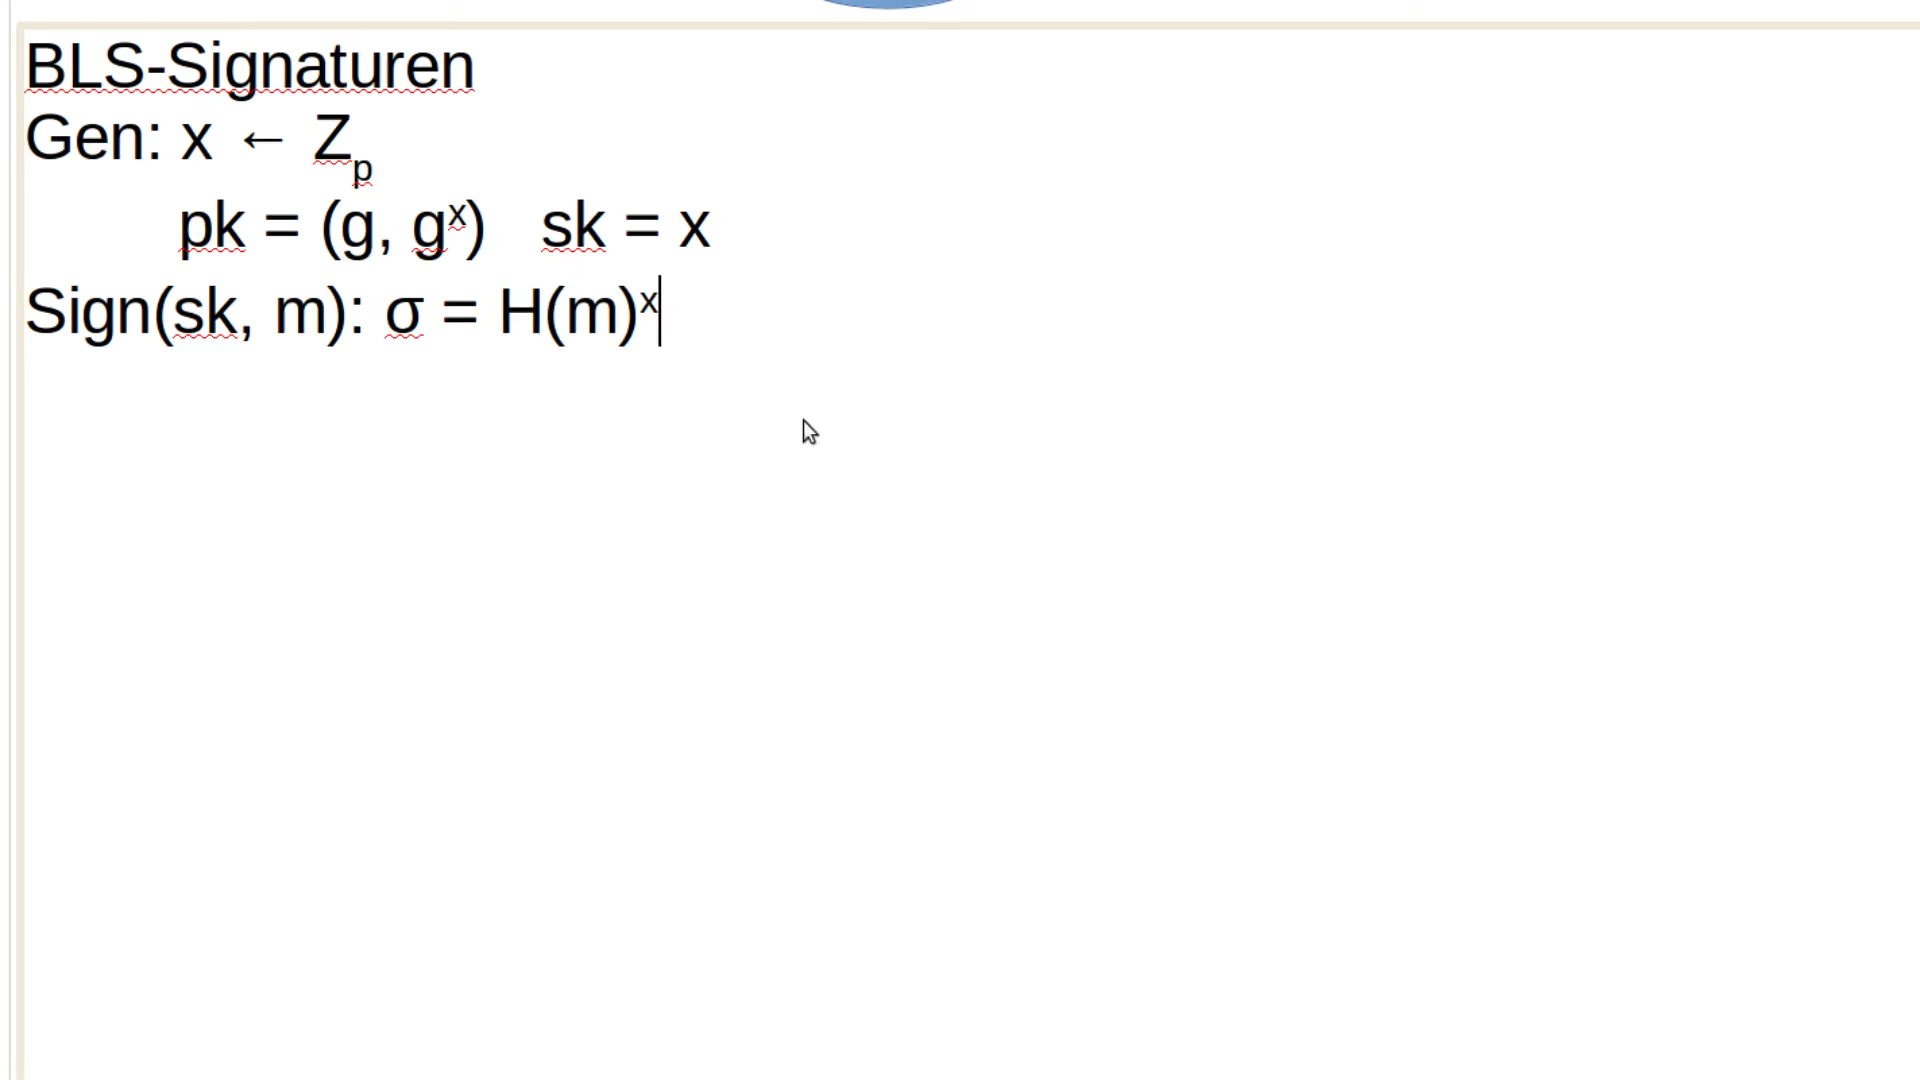 BLS-Signaturen
Gen: x ← Zₚ
pk = (g, gˣ) sk = x
Sign(sk, m): σ = H(m)ˣ